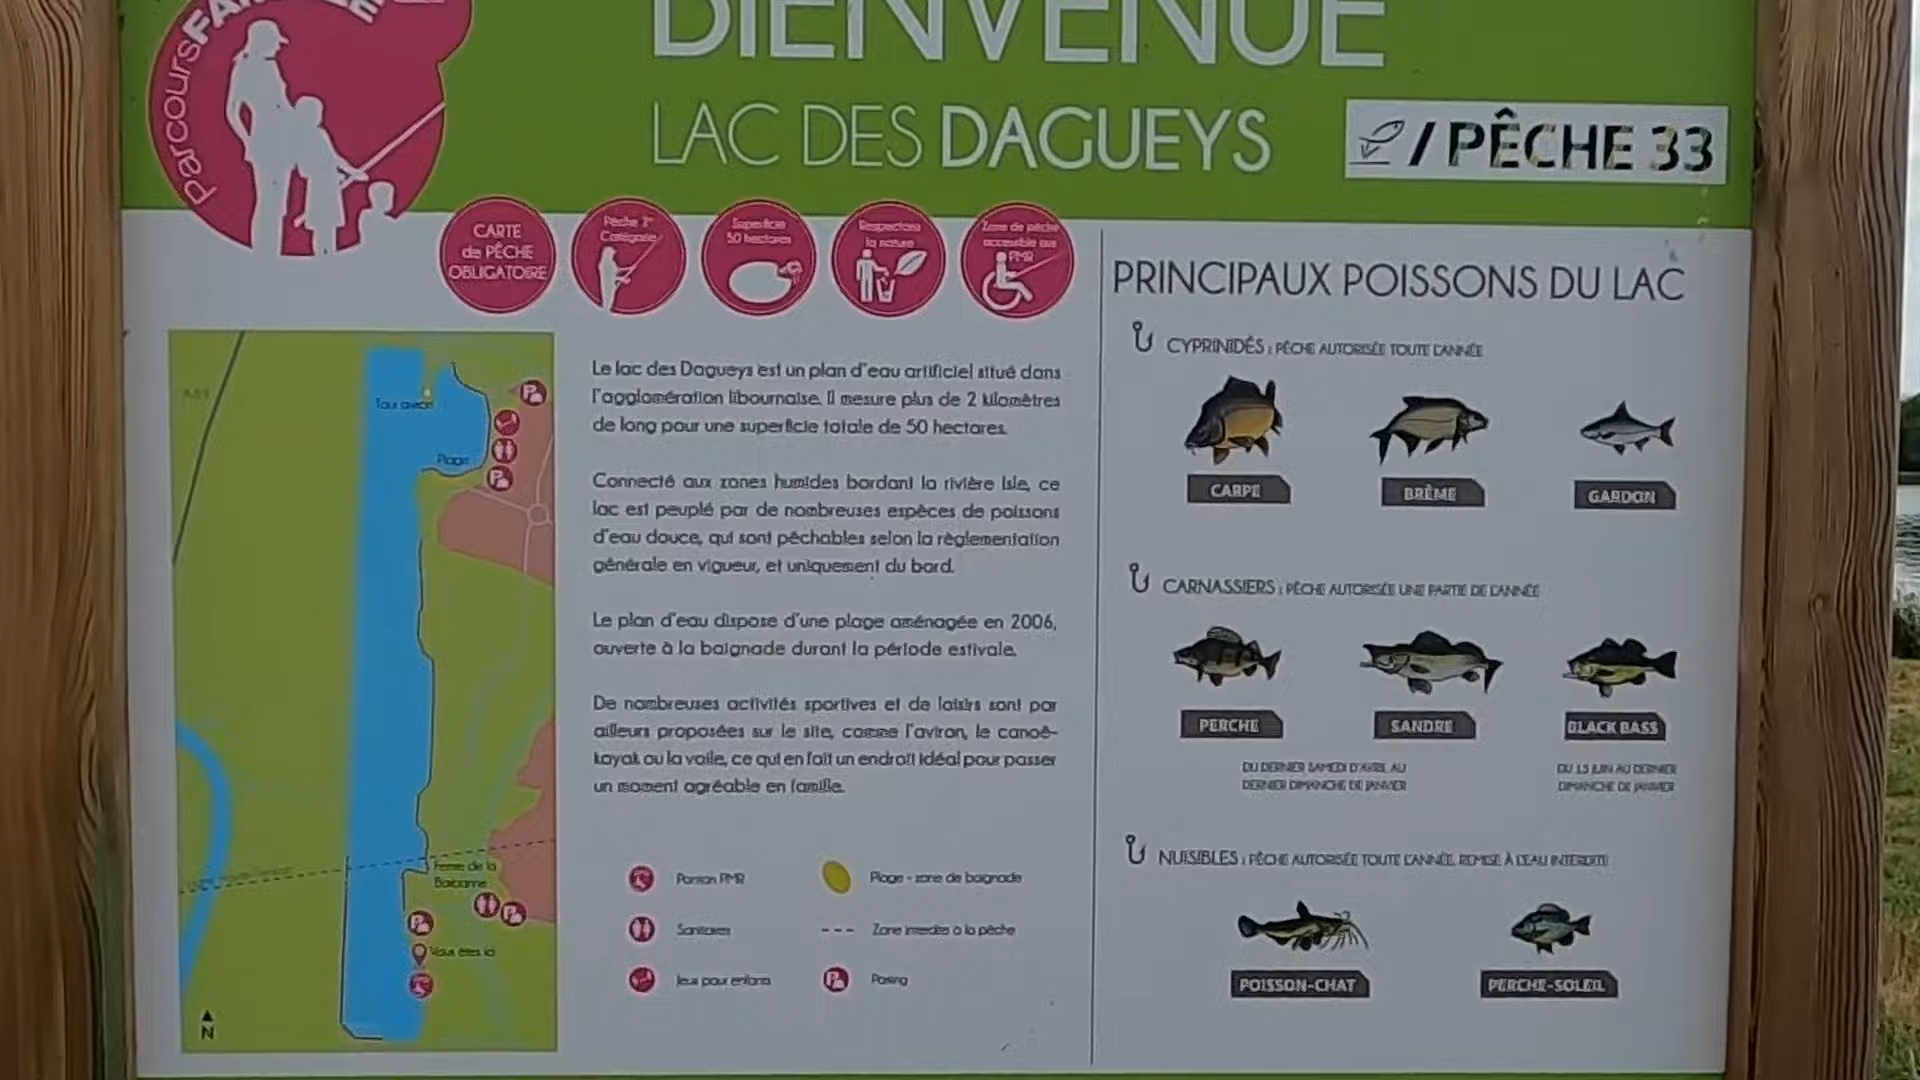 ParcoursFAMILLE
BIENVENUE
LAC DES DAGUEYS
/ PÊCHE 33
CARTE
de PÊCHE
OBLIGATOIRE
Pêche 2e
Catégorie
Superficie
50 hectares
Respectons
la nature
Zone de pêche
accessible aux
PMR
PRINCIPAUX POISSONS DU LAC
CYPRINIDÉS : PÊCHE AUTORISÉE TOUTE L'ANNÉE
CARPE
BRÈME
GARDON
CARNASSIERS : PÊCHE AUTORISÉE UNE PARTIE DE L'ANNÉE
PERCHE
SANDRE
BLACK BASS
DU DERNIER SAMEDI D'AVRIL AU
DERNIER DIMANCHE DE JANVIER
DU 15 JUIN AU DERNIER
DIMANCHE DE JANVIER
NUISIBLES : PÊCHE AUTORISÉE TOUTE L'ANNÉE, REMISE À L'EAU INTERDITE
POISSON-CHAT
PERCHE-SOLEIL
Le lac des Dagueys est un plan d'eau artificiel situé dans
l'agglomération libournaise. Il mesure plus de 2 kilomètres
de long pour une superficie totale de 50 hectares.
Connecté aux zones humides bordant la rivière Isle, ce
lac est peuplé par de nombreuses espèces de poissons
d'eau douce, qui sont pêchables selon la règlementation
générale en vigueur, et uniquement du bord.
Le plan d'eau dispose d'une plage aménagée en 2006,
ouverte à la baignade durant la période estivale.
De nombreuses activités sportives et de loisirs sont par
ailleurs proposées sur le site, comme l'aviron, le canoë-
kayak ou la voile, ce qui en fait un endroit idéal pour passer
un moment agréable en famille.
Ponton PMR
Plage - zone de baignade
Sanitaires
Zone interdite à la pêche
Jeux pour enfants
Parking
A89
Tour aviron
Plage
Ferme de la
Barbanne
Vous êtes ici
N